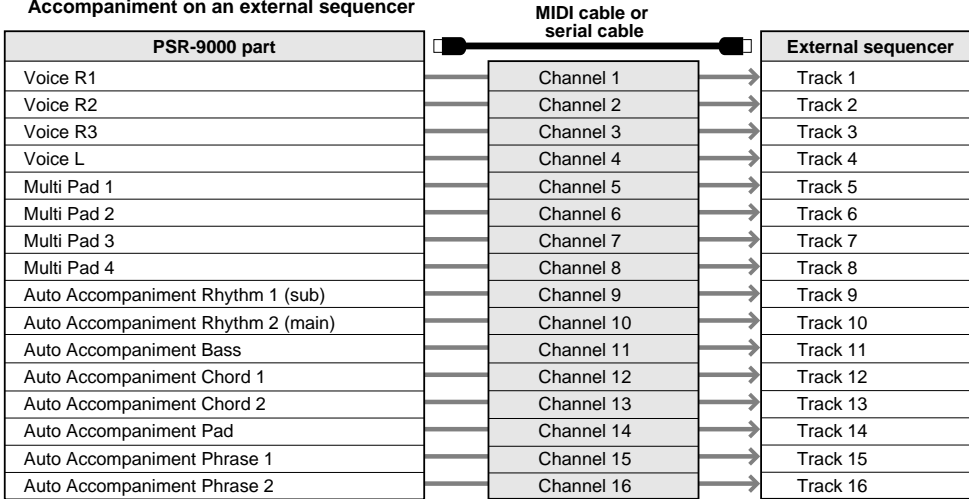 Accompaniment on an external sequencer
MIDI cable or
serial cable
PSR-9000 part External sequencer
Voice R1 Channel 1 Track 1
Voice R2 Channel 2 Track 2
Voice R3 Channel 3 Track 3
Voice L Channel 4 Track 4
Multi Pad 1 Channel 5 Track 5
Multi Pad 2 Channel 6 Track 6
Multi Pad 3 Channel 7 Track 7
Multi Pad 4 Channel 8 Track 8
Auto Accompaniment Rhythm 1 (sub) Channel 9 Track 9
Auto Accompaniment Rhythm 2 (main) Channel 10 Track 10
Auto Accompaniment Bass Channel 11 Track 11
Auto Accompaniment Chord 1 Channel 12 Track 12
Auto Accompaniment Chord 2 Channel 13 Track 13
Auto Accompaniment Pad Channel 14 Track 14
Auto Accompaniment Phrase 1 Channel 15 Track 15
Auto Accompaniment Phrase 2 Channel 16 Track 16